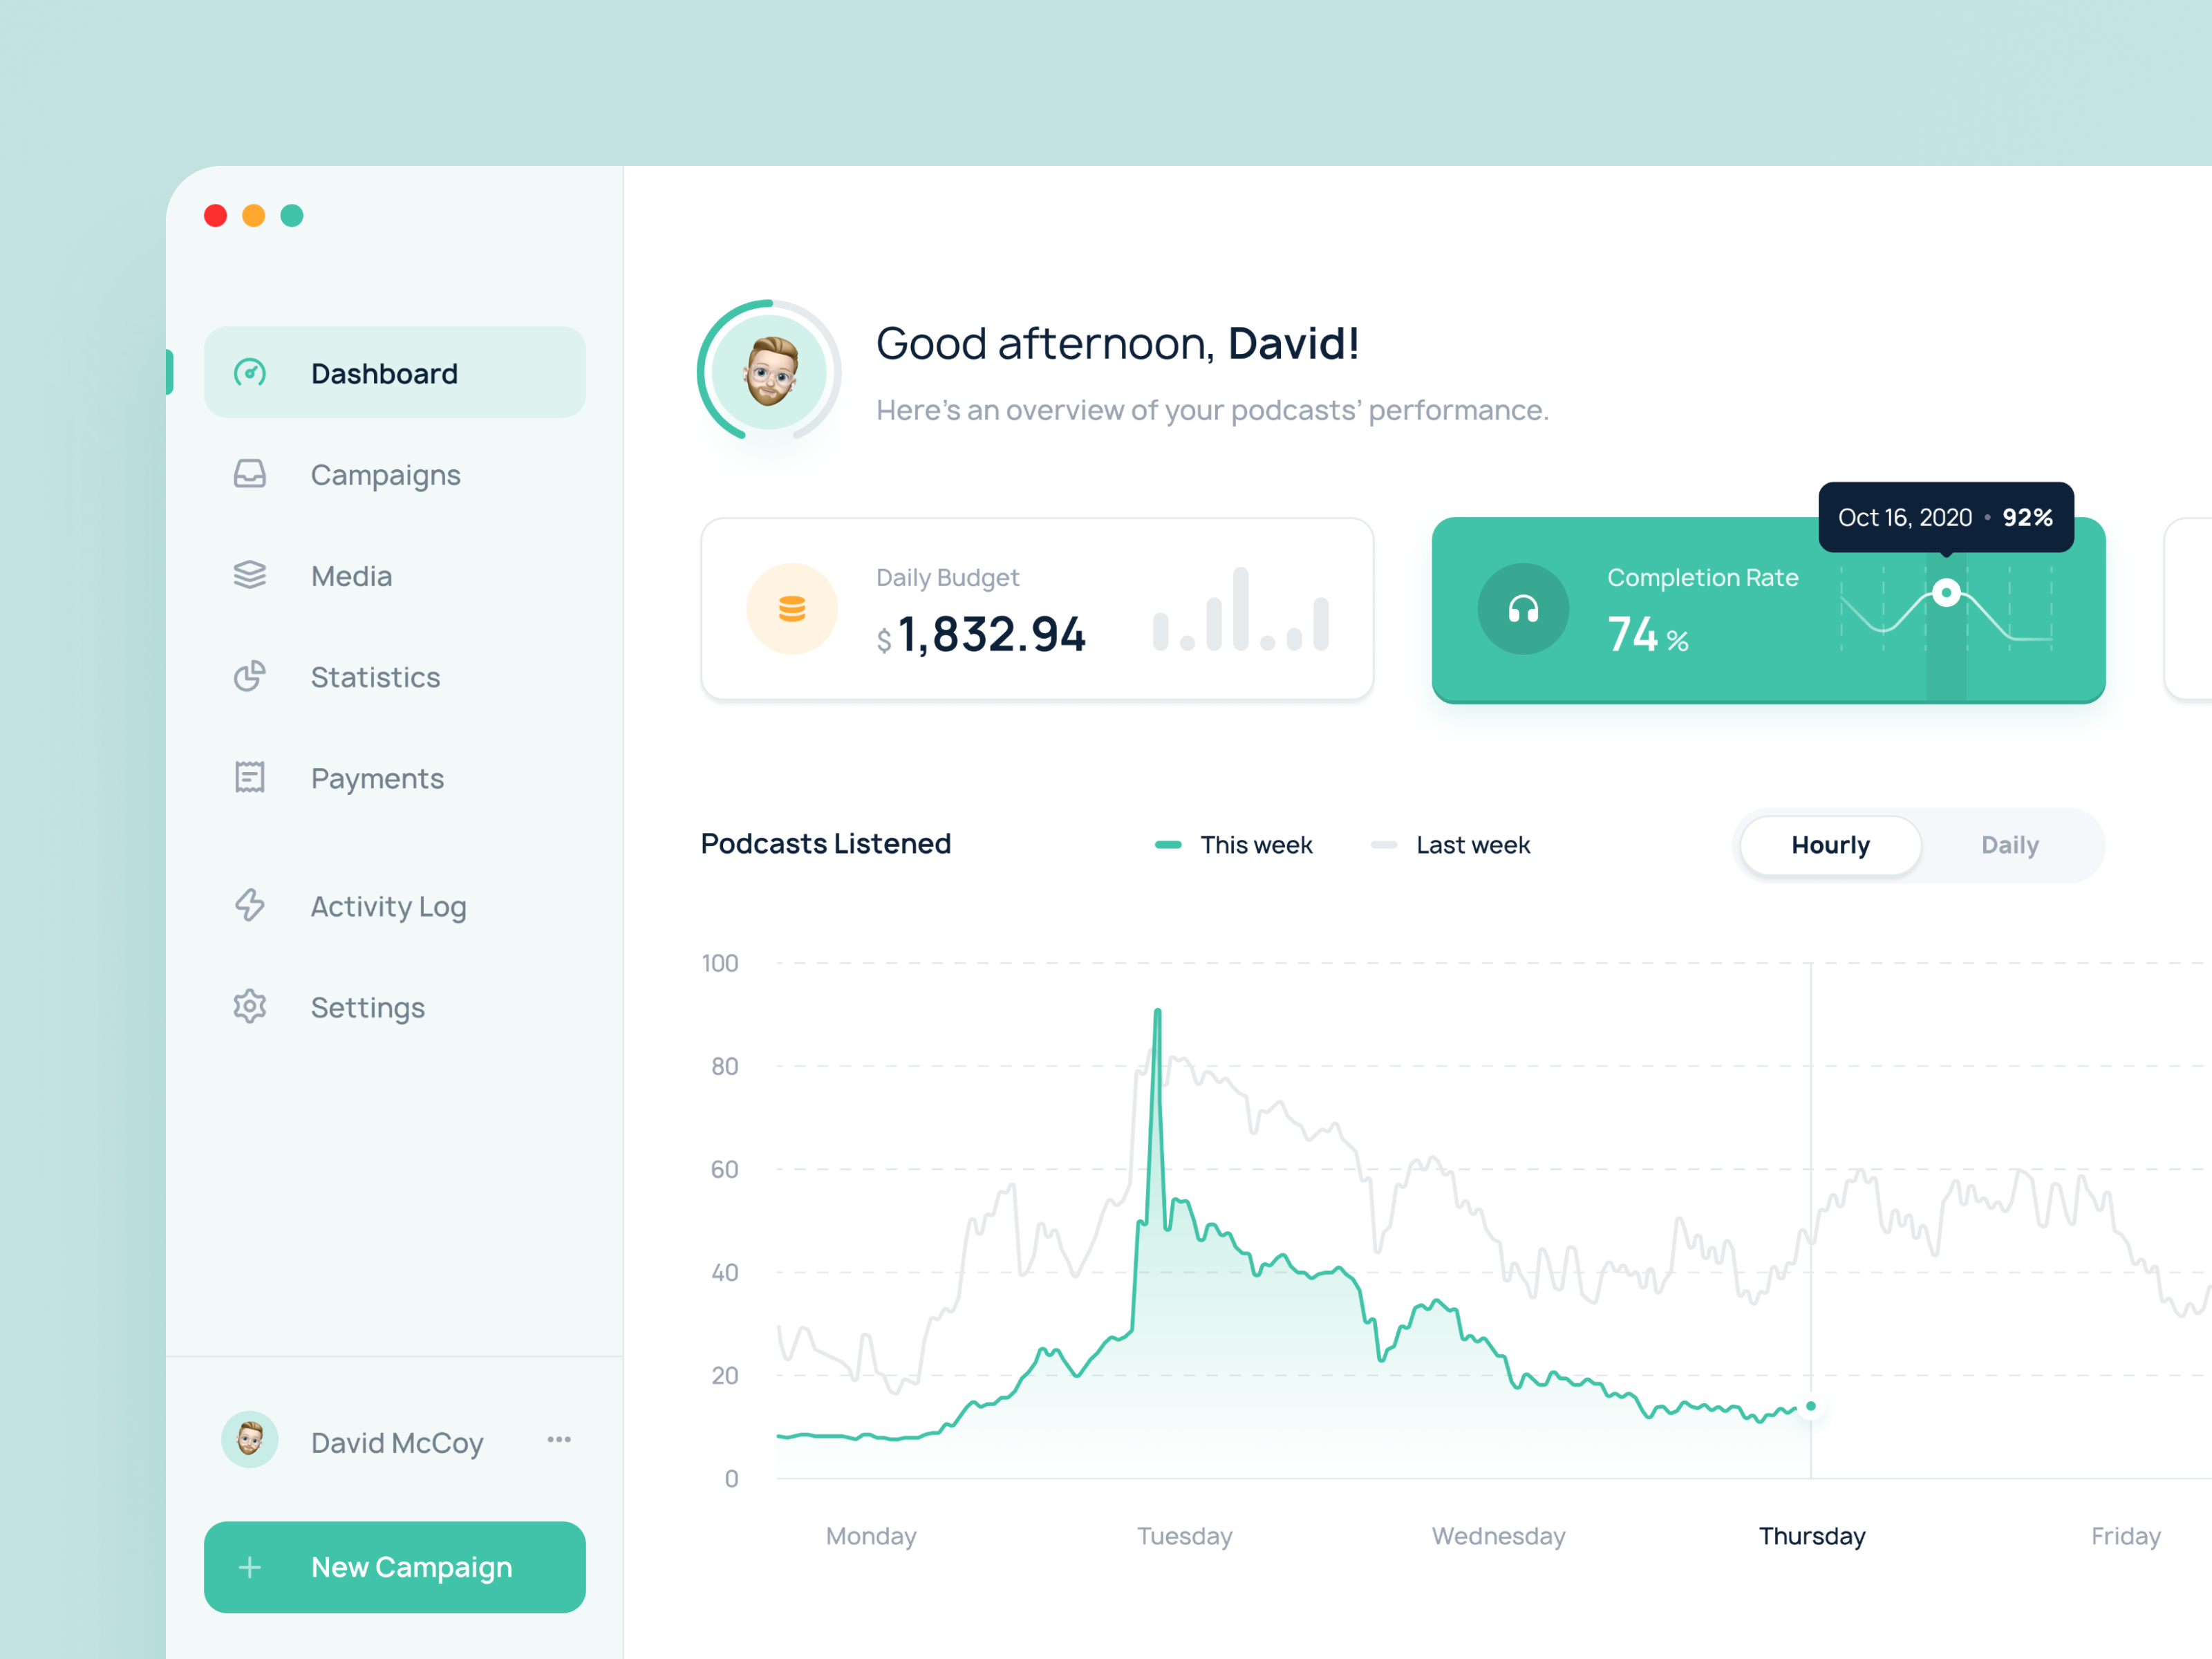 Dashboard
Campaigns
Media
Statistics
Payments
Activity Log
Settings
David McCoy
New Campaign
Good afternoon, David!
Here’s an overview of your podcasts’ performance.
Daily Budget
$ 1,832.94
Oct 16, 2020 • 92%
Completion Rate
74 %
Podcasts Listened
This week
Last week
Hourly
Daily
100
80
60
40
20
0
Monday
Tuesday
Wednesday
Thursday
Friday